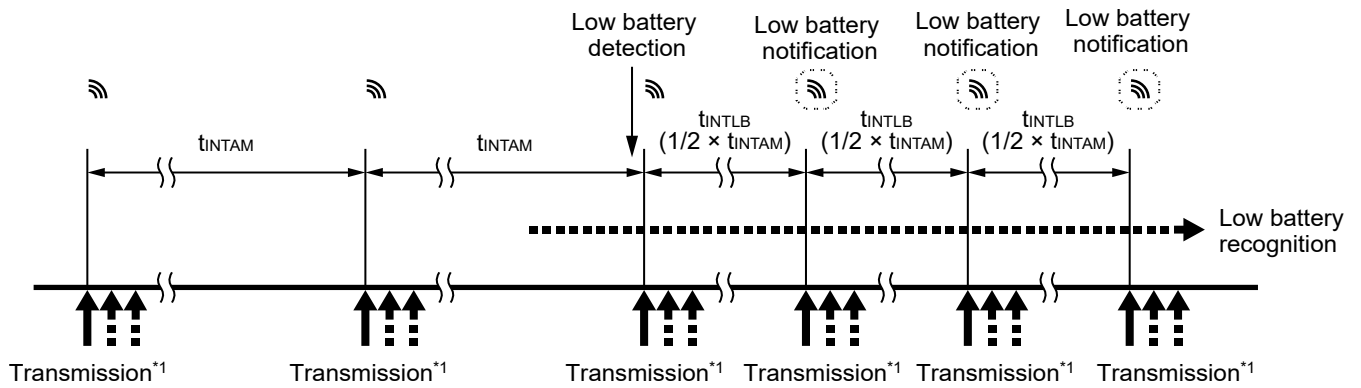 Low battery
detection
Low battery
notification
Low battery
notification
Low battery
notification
tINTAM
tINTAM
tINTLB
(1/2 × tINTAM)
tINTLB
(1/2 × tINTAM)
tINTLB
(1/2 × tINTAM)
Low battery
recognition
Transmission*1
Transmission*1
Transmission*1
Transmission*1
Transmission*1
Transmission*1